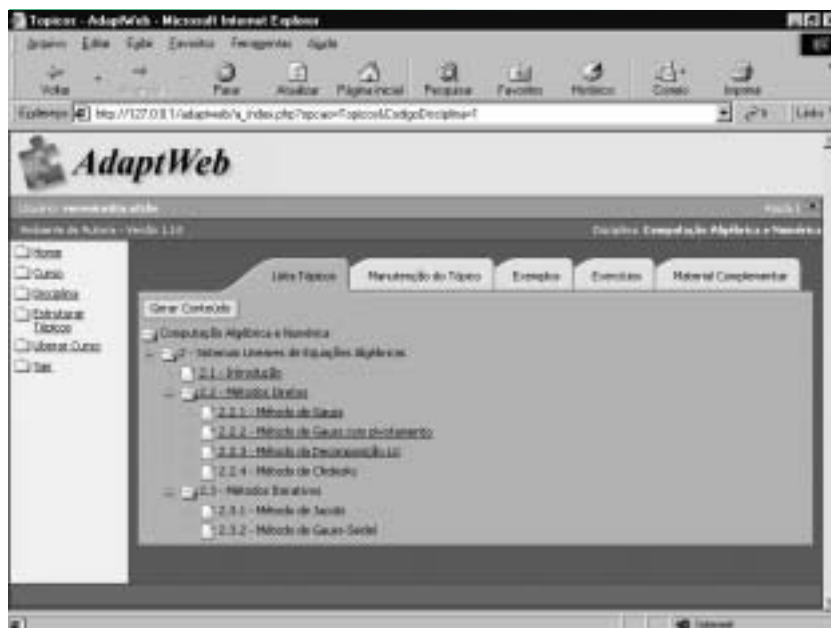 Topicos - AdaptWeb - Microsoft Internet Explorer
Arquivo Editar Exibir Favoritos Ferramentas Ajuda
Voltar Parar Atualizar Página inicial Pesquisar Favoritos Histórico Correio Imprimir
Endereço http://127.0.0.1/adaptweb/a_index.php?opcao=Topicos&CodigoDisciplina=1 Links
AdaptWeb
Ambiente de Autoria - Versão Disciplina: Computação Algébrica e Numérica
Home
Curso
Disciplina
Estruturar
Tópicos
Liberar Curso
Sair
Lista Tópicos Manutenção do Tópico Exemplos Exercícios Material Complementar
Gerar Conteúdo
Computação Algébrica e Numérica
2 - Sistemas Lineares de Equações Algébricas
2.1 - Introdução
2.2 - Métodos Diretos
2.2.1 - Método de Gauss
2.2.2 - Método de Gauss com pivotamento
2.2.3 - Método da Decomposição LU
2.2.4 - Método de Cholesky
2.3 - Métodos Iterativos
2.3.1 - Método de Jacobi
2.3.2 - Método de Gauss-Seidel
Internet